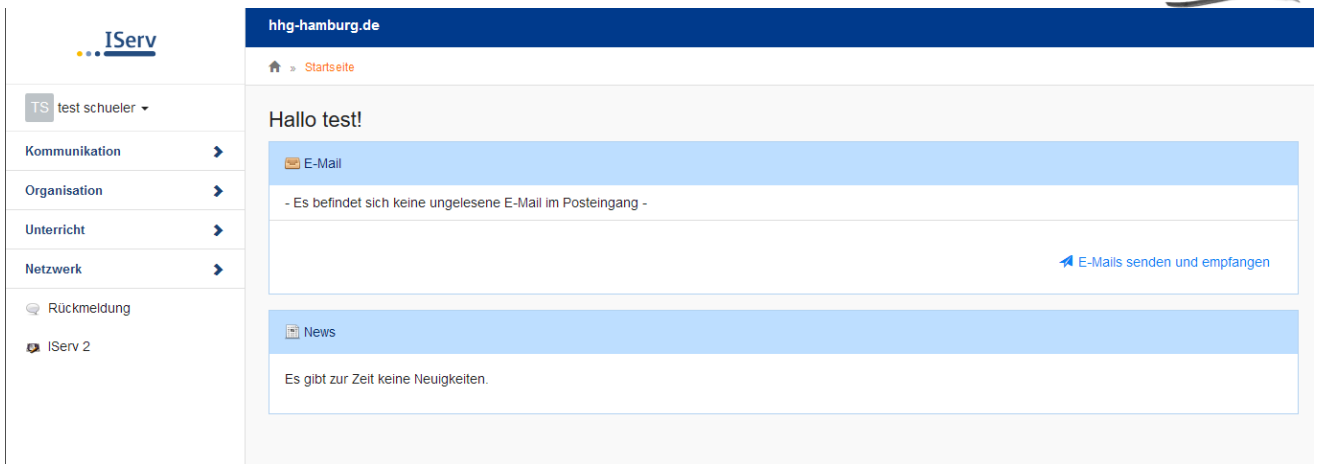 IServ
hhg-hamburg.de
» Startseite
TS test schueler
Hallo test!
Kommunikation
Organisation
Unterricht
Netzwerk
Rückmeldung
IServ 2
E-Mail
- Es befindet sich keine ungelesene E-Mail im Posteingang -
E-Mails senden und empfangen
News
Es gibt zur Zeit keine Neuigkeiten.